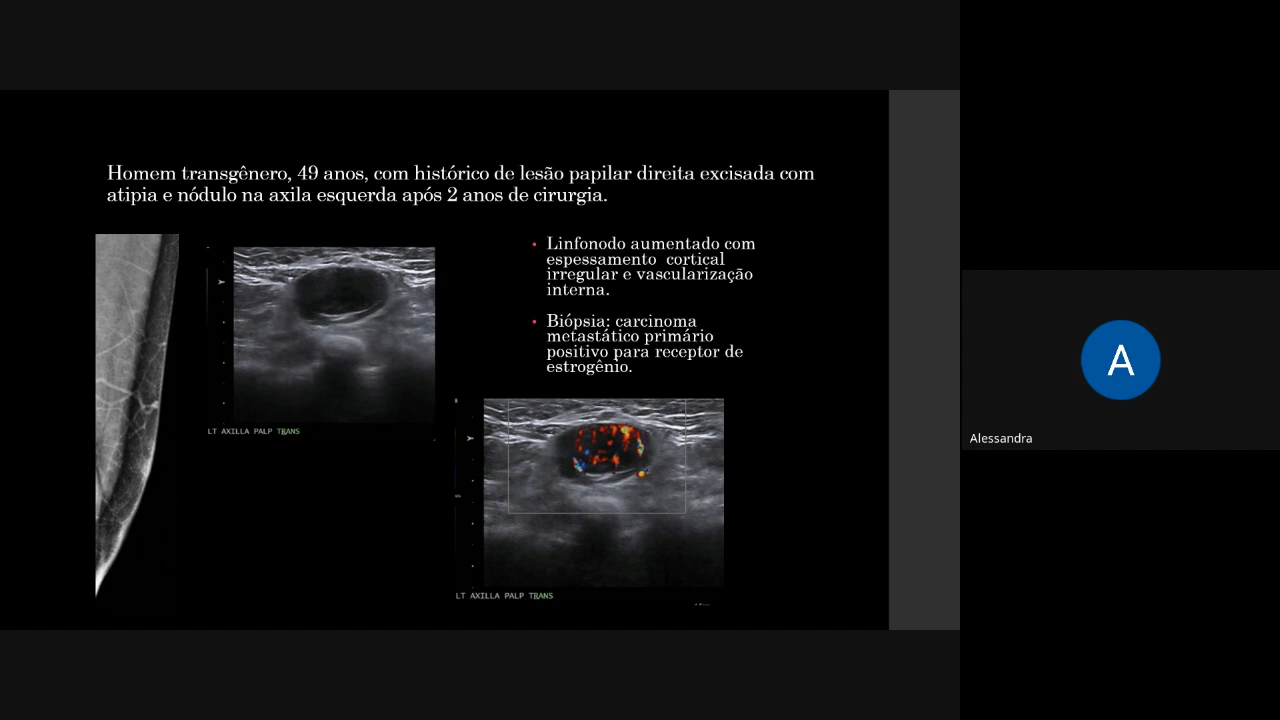 Homem transgênero, 49 anos, com histórico de lesão papilar direita excisada com
atipia e nódulo na axila esquerda após 2 anos de cirurgia.
• Linfonodo aumentado com
espessamento cortical
irregular e vascularização
interna.
• Biópsia: carcinoma
metastático primário
positivo para receptor de
estrogênio.
LT AXILLA PALP TRANS
LT AXILLA PALP TRANS
A
Alessandra